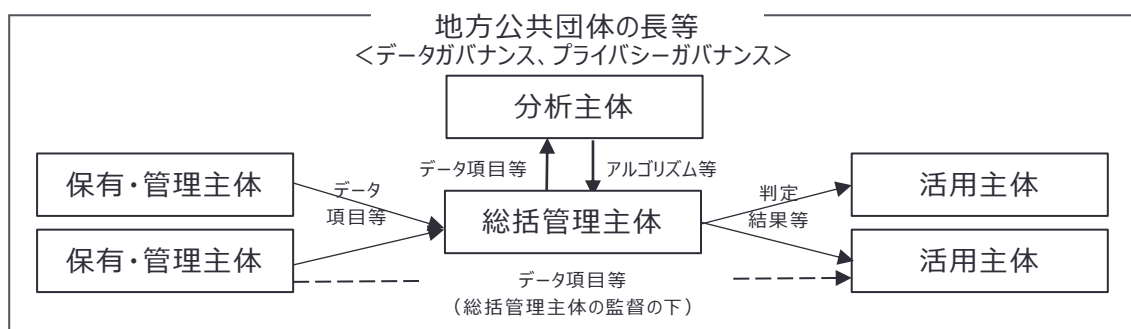 地方公共団体の長等
＜データガバナンス、プライバシーガバナンス＞
分析主体
データ項目等
アルゴリズム等
保有・管理主体
データ
項目等
総括管理主体
判定
結果等
活用主体
保有・管理主体
活用主体
データ項目等
（総括管理主体の監督の下）